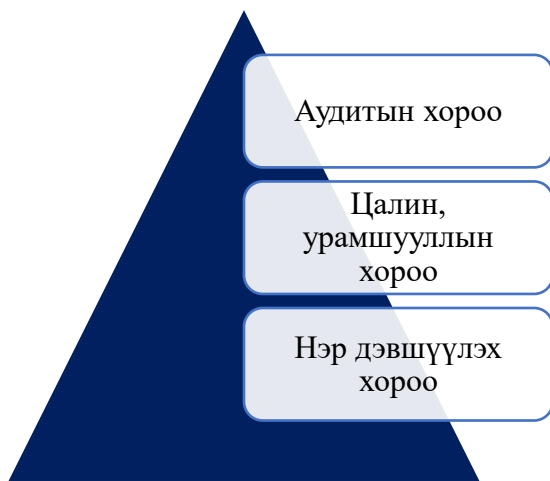 Аудитын хороо
Цалин,
урамшууллын
хороо
Нэр дэвшүүлэх
хороо